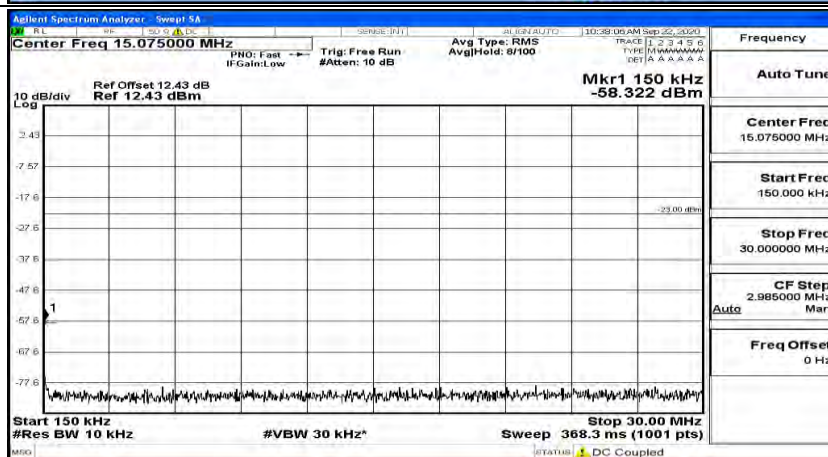 Agilent Spectrum Analyzer - Swept SA
RL RF 50 Ω DC SENSE:INT ALIGN AUTO 10:38:06 AM Sep 22, 2020
Center Freq 15.075000 MHz
PNO: Fast
IFGain:Low
Trig: Free Run
#Atten: 10 dB
Avg Type: RMS
Avg|Hold: 8/100
TRACE 1 2 3 4 5 6
TYPE MWWWWW
DET A A A A A A
Ref Offset 12.43 dB
10 dB/div Ref 12.43 dBm
Log
Mkr1 150 kHz
-58.322 dBm
2.43
-7.57
-17.6
-23.00 dBm
-27.6
-37.6
-47.6
1
-57.6
-67.6
-77.6
Start 150 kHz Stop 30.00 MHz
#Res BW 10 kHz #VBW 30 kHz* Sweep 368.3 ms (1001 pts)
MSG STATUS DC Coupled
Frequency
Auto Tune
Center Freq
15.075000 MHz
Start Freq
150.000 kHz
Stop Freq
30.000000 MHz
CF Step
2.985000 MHz
Auto Man
Freq Offset
0 Hz